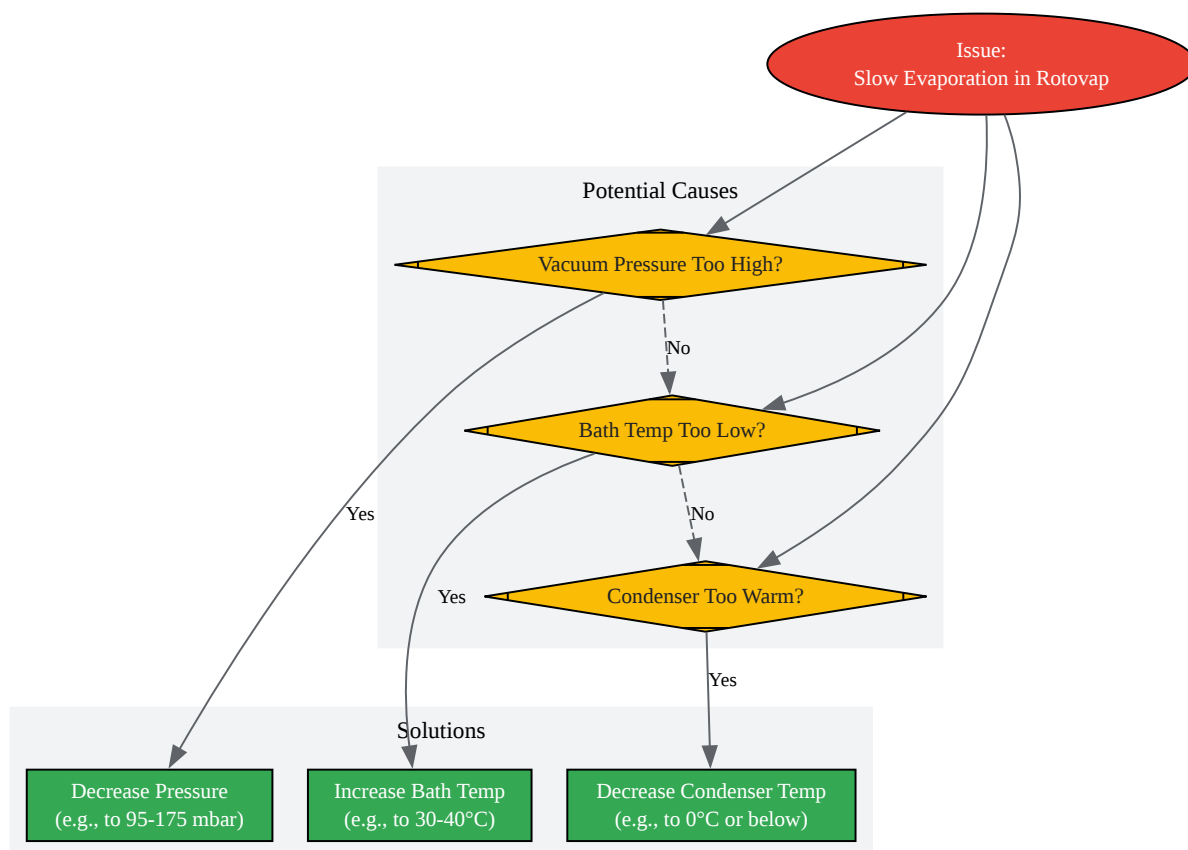 Issue:
Slow Evaporation in Rotovap
Potential Causes
Vacuum Pressure Too High?
No
Bath Temp Too Low?
Yes
No
Yes
Condenser Too Warm?
Yes
Solutions
Decrease Pressure
(e.g., to 95-175 mbar)
Increase Bath Temp
(e.g., to 30-40°C)
Decrease Condenser Temp
(e.g., to 0°C or below)